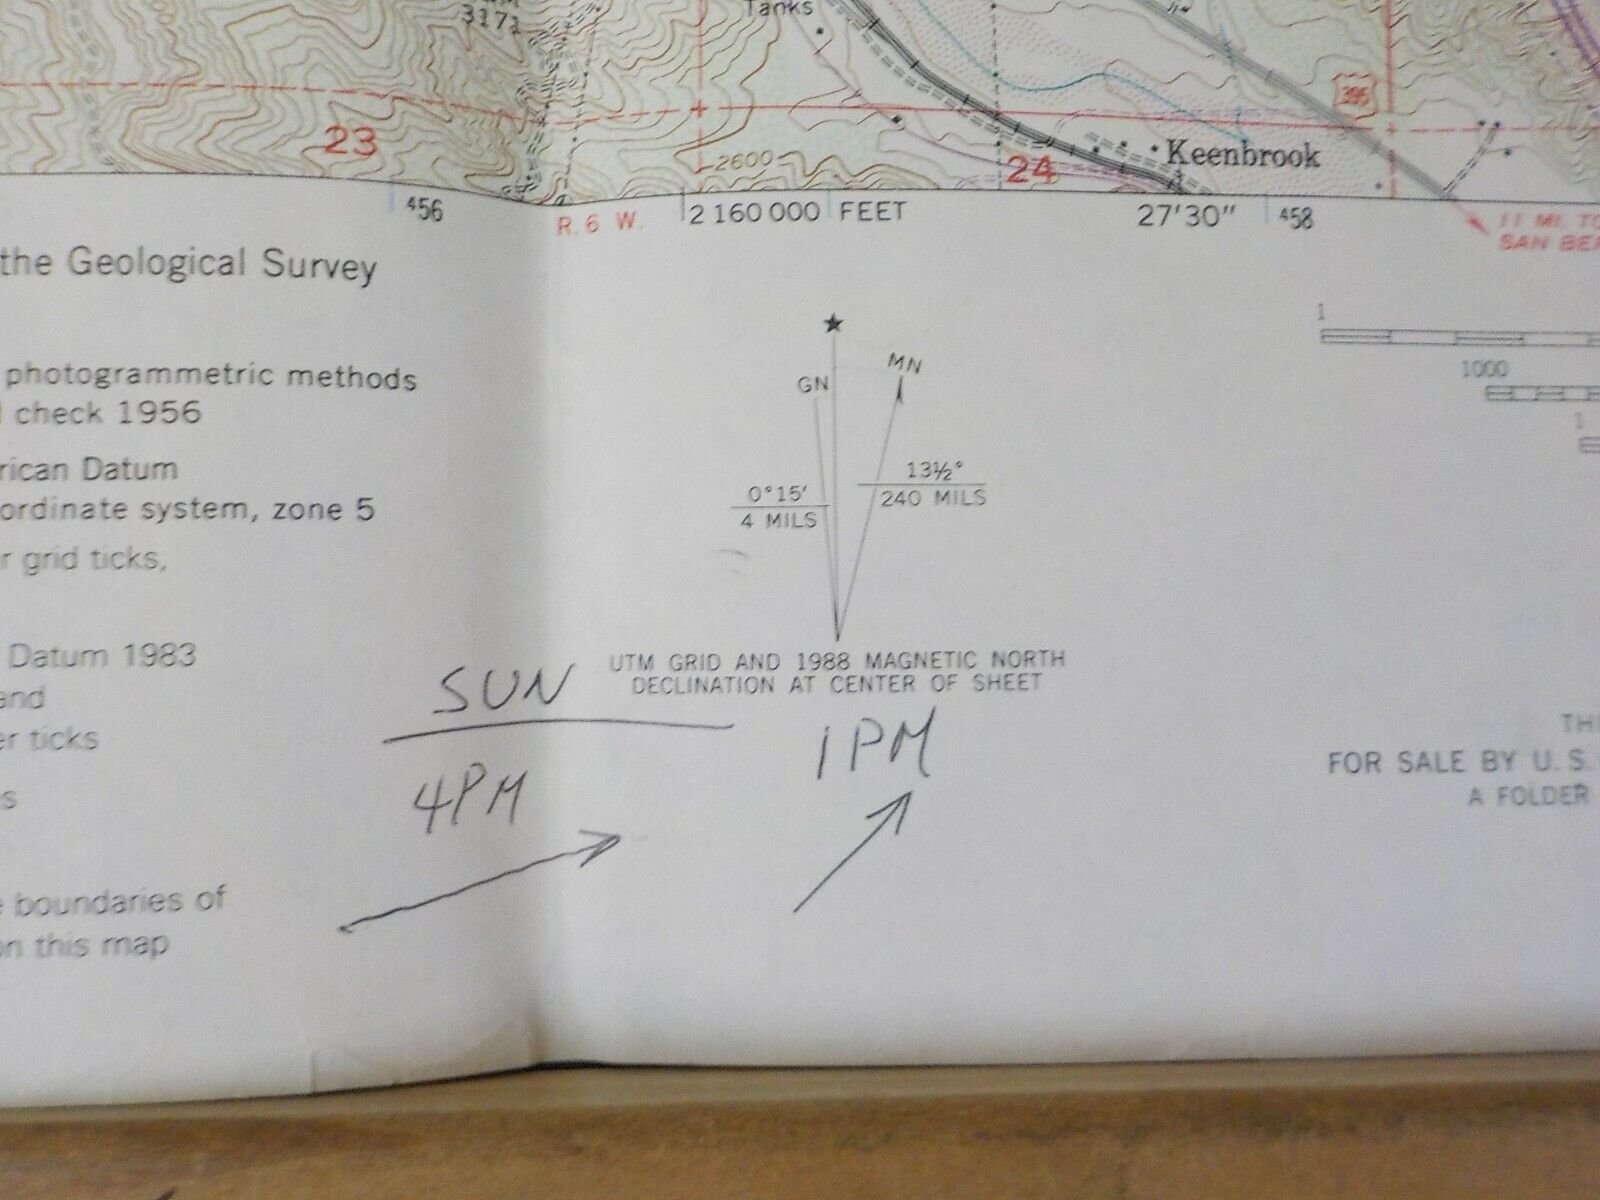 3171
Tanks
395
23
2600
24
Keenbrook
456
R. 6 W.
2 160 000 FEET
27'30"
458
11 MI. TO
SAN BE
the Geological Survey
1
★
photogrammetric methods
GN
MN
1000
check 1956
1
rican Datum
0°15'
4 MILS
13½°
240 MILS
ordinate system, zone 5
r grid ticks,
Datum 1983
and
er ticks
s
UTM GRID AND 1988 MAGNETIC NORTH
DECLINATION AT CENTER OF SHEET
SUN
4PM
1PM
TH
FOR SALE BY U.S.
A FOLDER
e boundaries of
on this map